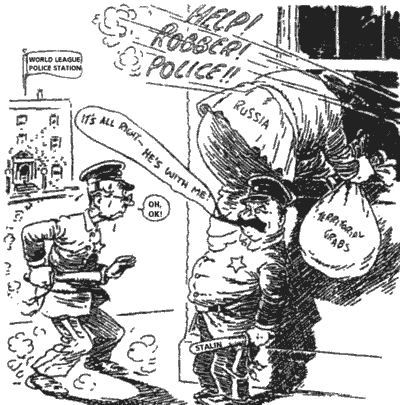 HELP!
ROBBER!
POLICE!!
WORLD LEAGUE
POLICE STATION
RUSSIA
IT'S ALL RIGHT- HE'S WITH ME!
OH,
OK!
TERRITORIAL
GRABS
STALIN